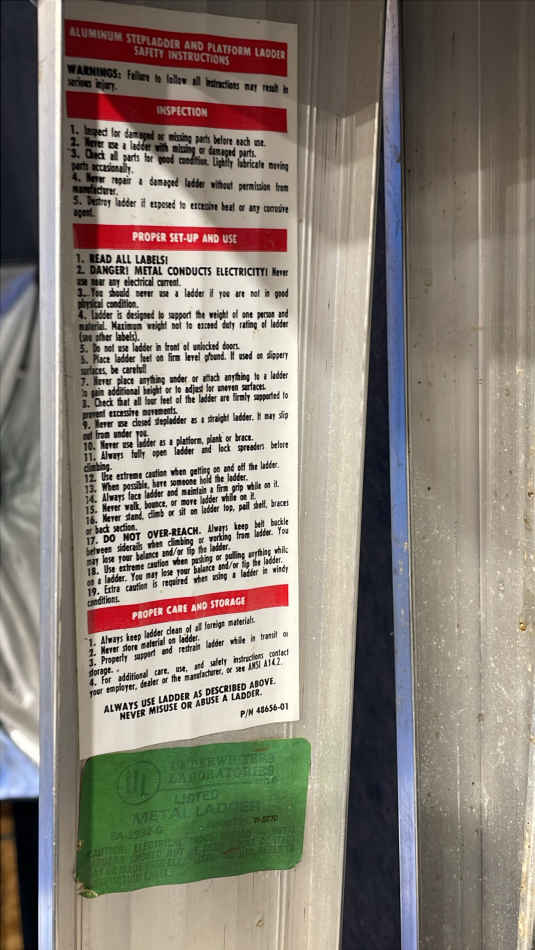 ALUMINUM STEPLADDER AND PLATFORM LADDER
SAFETY INSTRUCTIONS
WARNINGS: Failure to follow all instructions may result in
serious injury.
INSPECTION
1. Inspect for damaged or missing parts before each use.
2. Never use a ladder with missing or damaged parts.
3. Check all parts for good condition. Lightly lubricate moving
parts occasionally.
4. Never repair a damaged ladder without permission from
manufacturer.
5. Destroy ladder if exposed to excessive heat or any corrosive
agent.
PROPER SET-UP AND USE
1. READ ALL LABELS!
2. DANGER! METAL CONDUCTS ELECTRICITY! Never
use near any electrical current.
3. You should never use a ladder if you are not in good
physical condition.
4. Ladder is designed to support the weight of one person and
material. Maximum weight not to exceed duty rating of ladder
(see other labels).
5. Do not use ladder in front of unlocked doors.
6. Place ladder feet on firm level ground. If used on slippery
surfaces, be careful!
7. Never place anything under or attach anything to a ladder
to gain additional height or to adjust for uneven surfaces.
8. Check that all four feet of the ladder are firmly supported to
prevent excessive movements.
9. Never use closed stepladder as a straight ladder. It may slip
out from under you.
10. Never use ladder as a platform, plank or brace.
11. Always fully open ladder and lock spreaders before
climbing.
12. Use extreme caution when getting on and off the ladder.
13. When possible, have someone hold the ladder.
14. Always face ladder and maintain a firm grip while on it.
15. Never walk, bounce, or move ladder while on it.
16. Never stand, climb or sit on ladder top, pail shelf, braces
or back section.
17. DO NOT OVER-REACH. Always keep belt buckle
between siderails when climbing or working from ladder. You
may lose your balance and/or tip the ladder.
18. Use extreme caution when pushing or pulling anything while
on a ladder. You may lose your balance and/or tip the ladder.
19. Extra caution is required when using a ladder in windy
conditions.
PROPER CARE AND STORAGE
1. Always keep ladder clean of all foreign materials.
2. Never store material on ladder.
3. Properly support and restrain ladder while in transit or
storage.
4. For additional care, use, and safety instructions contact
your employer, dealer or the manufacturer, or see ANSI A14.2.
ALWAYS USE LADDER AS DESCRIBED ABOVE.
NEVER MISUSE OR ABUSE A LADDER.
P/N 48656-01
UL
UNDERWRITERS
LABORATORIES
LISTED
METAL LADDER
CAUTION: ELECTRICAL